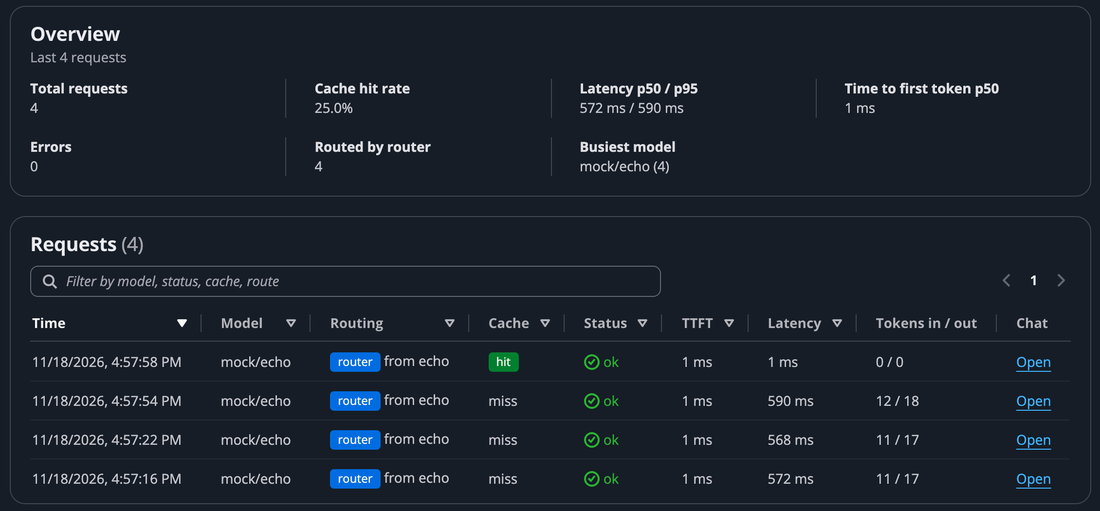 Overview
Last 4 requests
Total requests Cache hit rate Latency p50 / p95 Time to first token p50
4 25.0% 572 ms / 590 ms 1 ms
Errors Routed by router Busiest model
0 4 mock/echo (4)
Requests (4)
Filter by model, status, cache, route 1
Time Model Routing Cache Status TTFT Latency Tokens in / out Chat
11/18/2026, 4:57:58 PM mock/echo router from echo hit ok 1 ms 1 ms 0 / 0 Open
11/18/2026, 4:57:54 PM mock/echo router from echo miss ok 1 ms 590 ms 12 / 18 Open
11/18/2026, 4:57:22 PM mock/echo router from echo miss ok 1 ms 568 ms 11 / 17 Open
11/18/2026, 4:57:16 PM mock/echo router from echo miss ok 1 ms 572 ms 11 / 17 Open